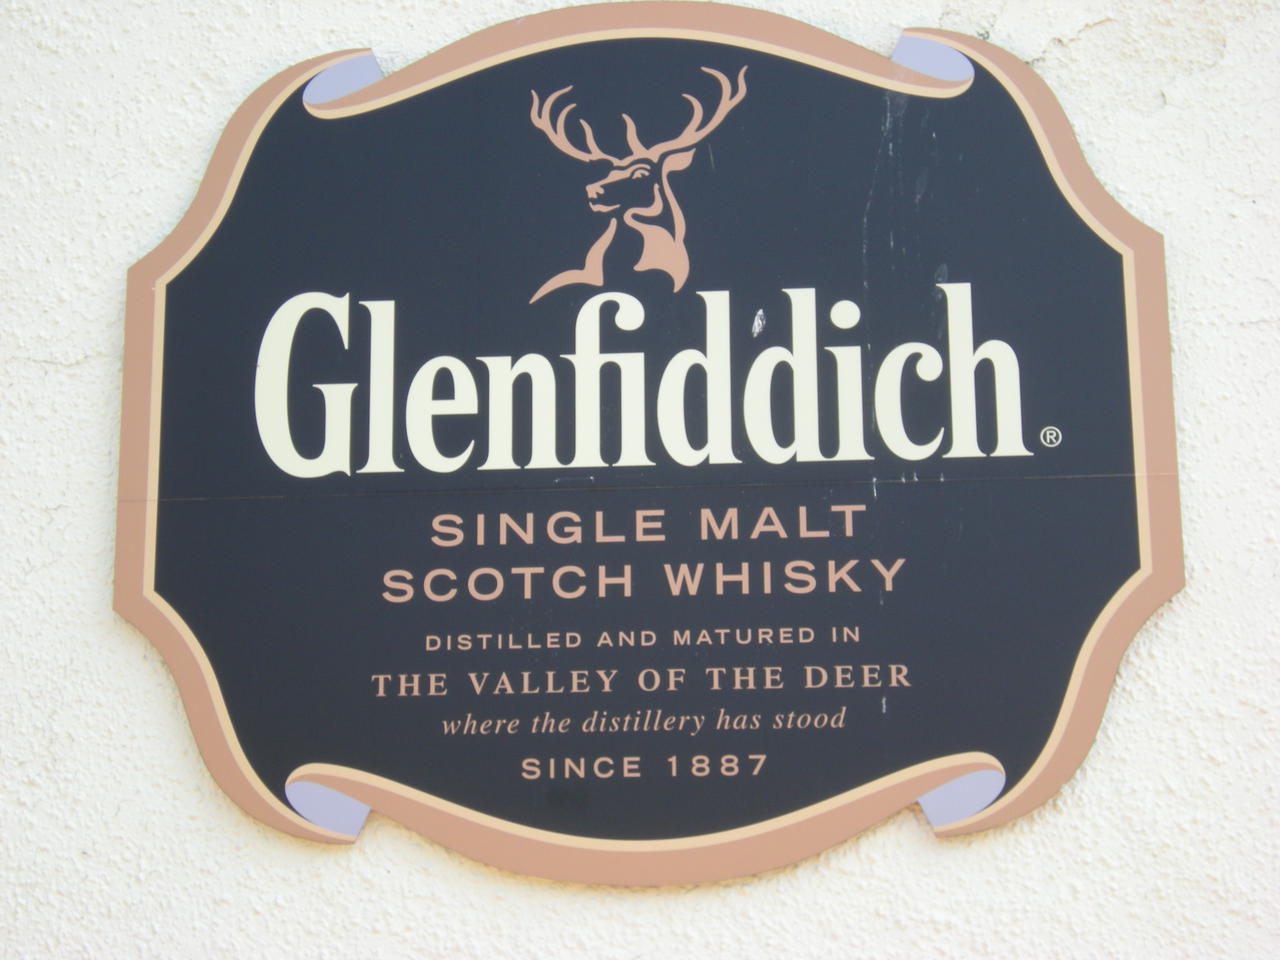 Glenfiddich®
SINGLE MALT
SCOTCH WHISKY
DISTILLED AND MATURED IN
THE VALLEY OF THE DEER
where the distillery has stood
SINCE 1887